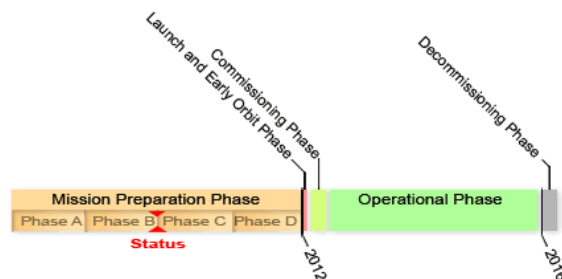 Launch and Early Orbit Phase
Commissioning Phase
Decommissioning Phase
Mission Preparation Phase
Operational Phase
Phase A
Phase B
Phase C
Phase D
Status
2012
2016